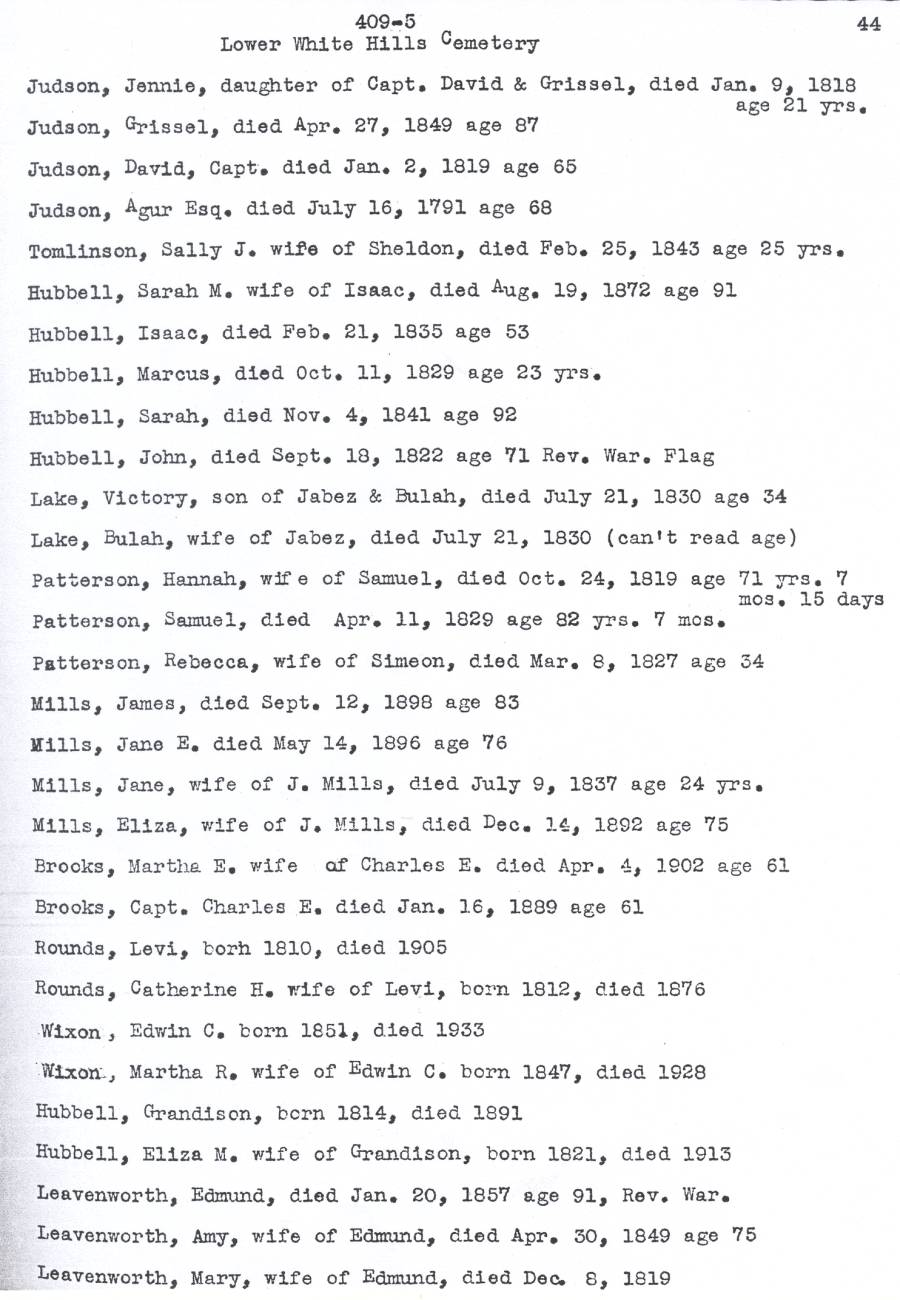 409-5
44
Lower White Hills Cemetery
Judson, Jennie, daughter of Capt. David & Grissel, died Jan. 9, 1818
age 21 yrs.
Judson, Grissel, died Apr. 27, 1849 age 87
Judson, David, Capt. died Jan. 2, 1819 age 65
Judson, Agur Esq. died July 16, 1791 age 68
Tomlinson, Sally J. wife of Sheldon, died Feb. 25, 1843 age 25 yrs.
Hubbell, Sarah M. wife of Isaac, died Aug. 19, 1872 age 91
Hubbell, Isaac, died Feb. 21, 1835 age 53
Hubbell, Marcus, died Oct. 11, 1829 age 23 yrs.
Hubbell, Sarah, died Nov. 4, 1841 age 92
Hubbell, John, died Sept. 18, 1822 age 71 Rev. War. Flag
Lake, Victory, son of Jabez & Bulah, died July 21, 1830 age 34
Lake, Bulah, wife of Jabez, died July 21, 1830 (can't read age)
Patterson, Hannah, wife of Samuel, died Oct. 24, 1819 age 71 yrs. 7
mos. 15 days
Patterson, Samuel, died Apr. 11, 1829 age 82 yrs. 7 mos.
Patterson, Rebecca, wife of Simeon, died Mar. 8, 1827 age 34
Mills, James, died Sept. 12, 1898 age 83
Mills, Jane E. died May 14, 1896 age 76
Mills, Jane, wife of J. Mills, died July 9, 1837 age 24 yrs.
Mills, Eliza, wife of J. Mills, died Dec. 14, 1892 age 75
Brooks, Martha E. wife of Charles E. died Apr. 4, 1902 age 61
Brooks, Capt. Charles E. died Jan. 16, 1889 age 61
Rounds, Levi, borh 1810, died 1905
Rounds, Catherine H. wife of Levi, born 1812, died 1876
Wixon, Edwin C. born 1851, died 1933
Wixon, Martha R. wife of Edwin C. born 1847, died 1928
Hubbell, Grandison, born 1814, died 1891
Hubbell, Eliza M. wife of Grandison, born 1821, died 1913
Leavenworth, Edmund, died Jan. 20, 1857 age 91, Rev. War.
Leavenworth, Amy, wife of Edmund, died Apr. 30, 1849 age 75
Leavenworth, Mary, wife of Edmund, died Dec. 8, 1819